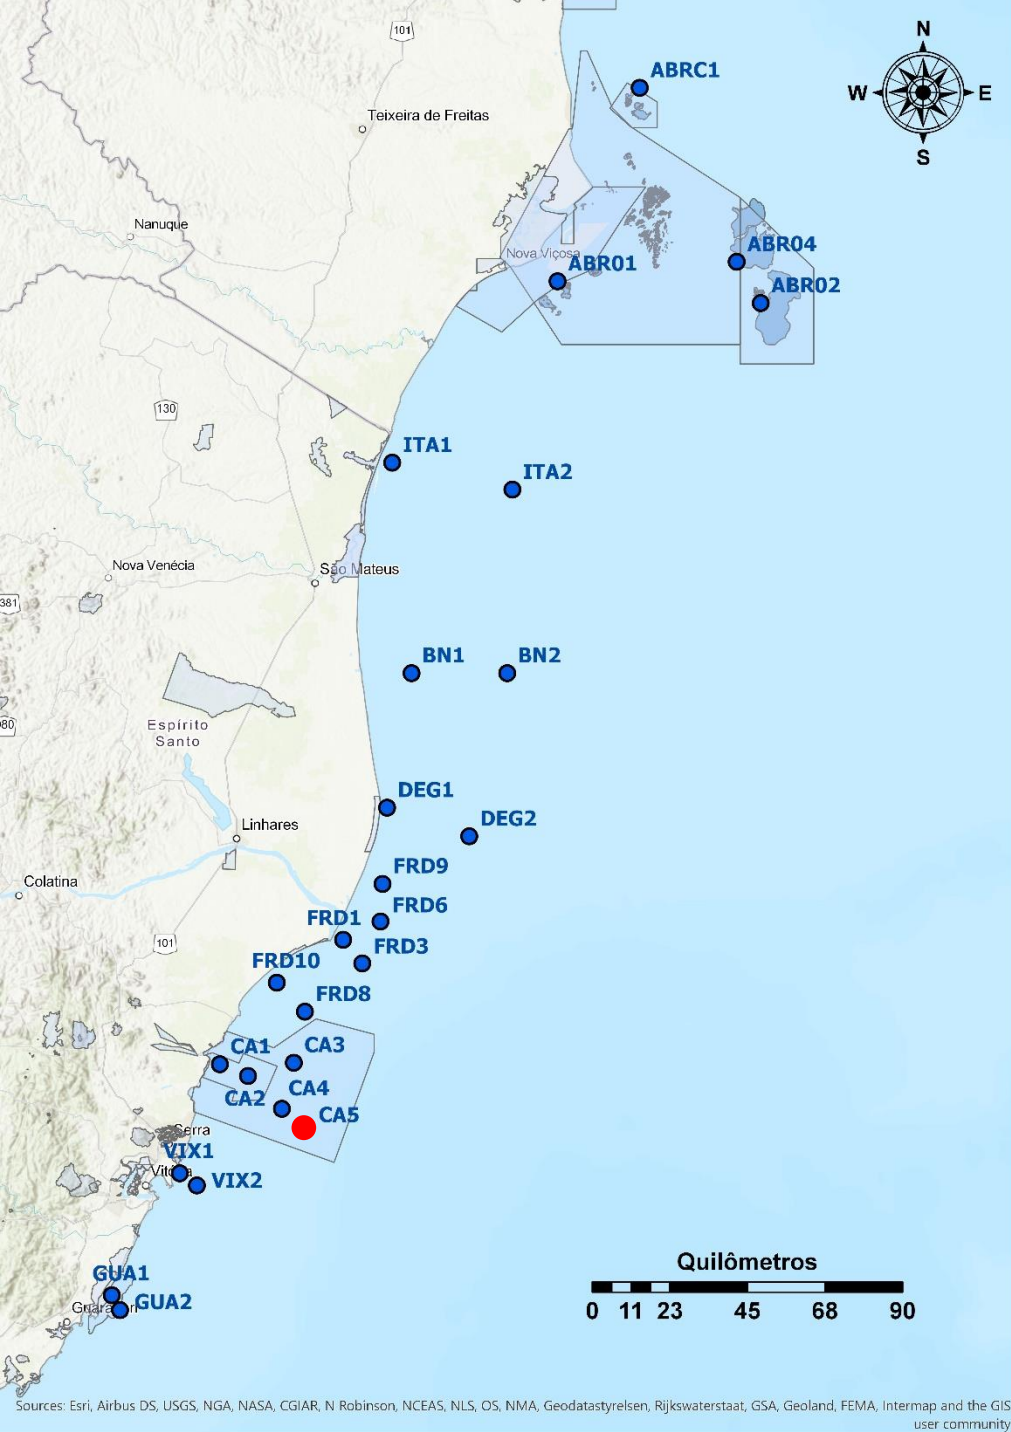 101
N
ABRC1
W
E
Teixeira de Freitas
S
Nanuque
ABR04
Nova Viçosa
ABR01
ABR02
130
ITA1
ITA2
Nova Venécia
São Mateus
381
BN1
BN2
Espírito
Santo
080
DEG1
DEG2
Linhares
FRD9
Colatina
FRD6
FRD1
101
FRD3
FRD10
FRD8
CA1
CA3
CA2
CA4
CA5
Serra
VIX1
VIX2
Quilômetros
GUA1
GUA2
0 11 23 45 68 90
Sources: Esri, Airbus DS, USGS, NGA, NASA, CGIAR, N Robinson, NCEAS, NLS, OS, NMA, Geodatastyrelsen, Rijkswaterstaat, GSA, Geoland, FEMA, Intermap and the GIS
user community